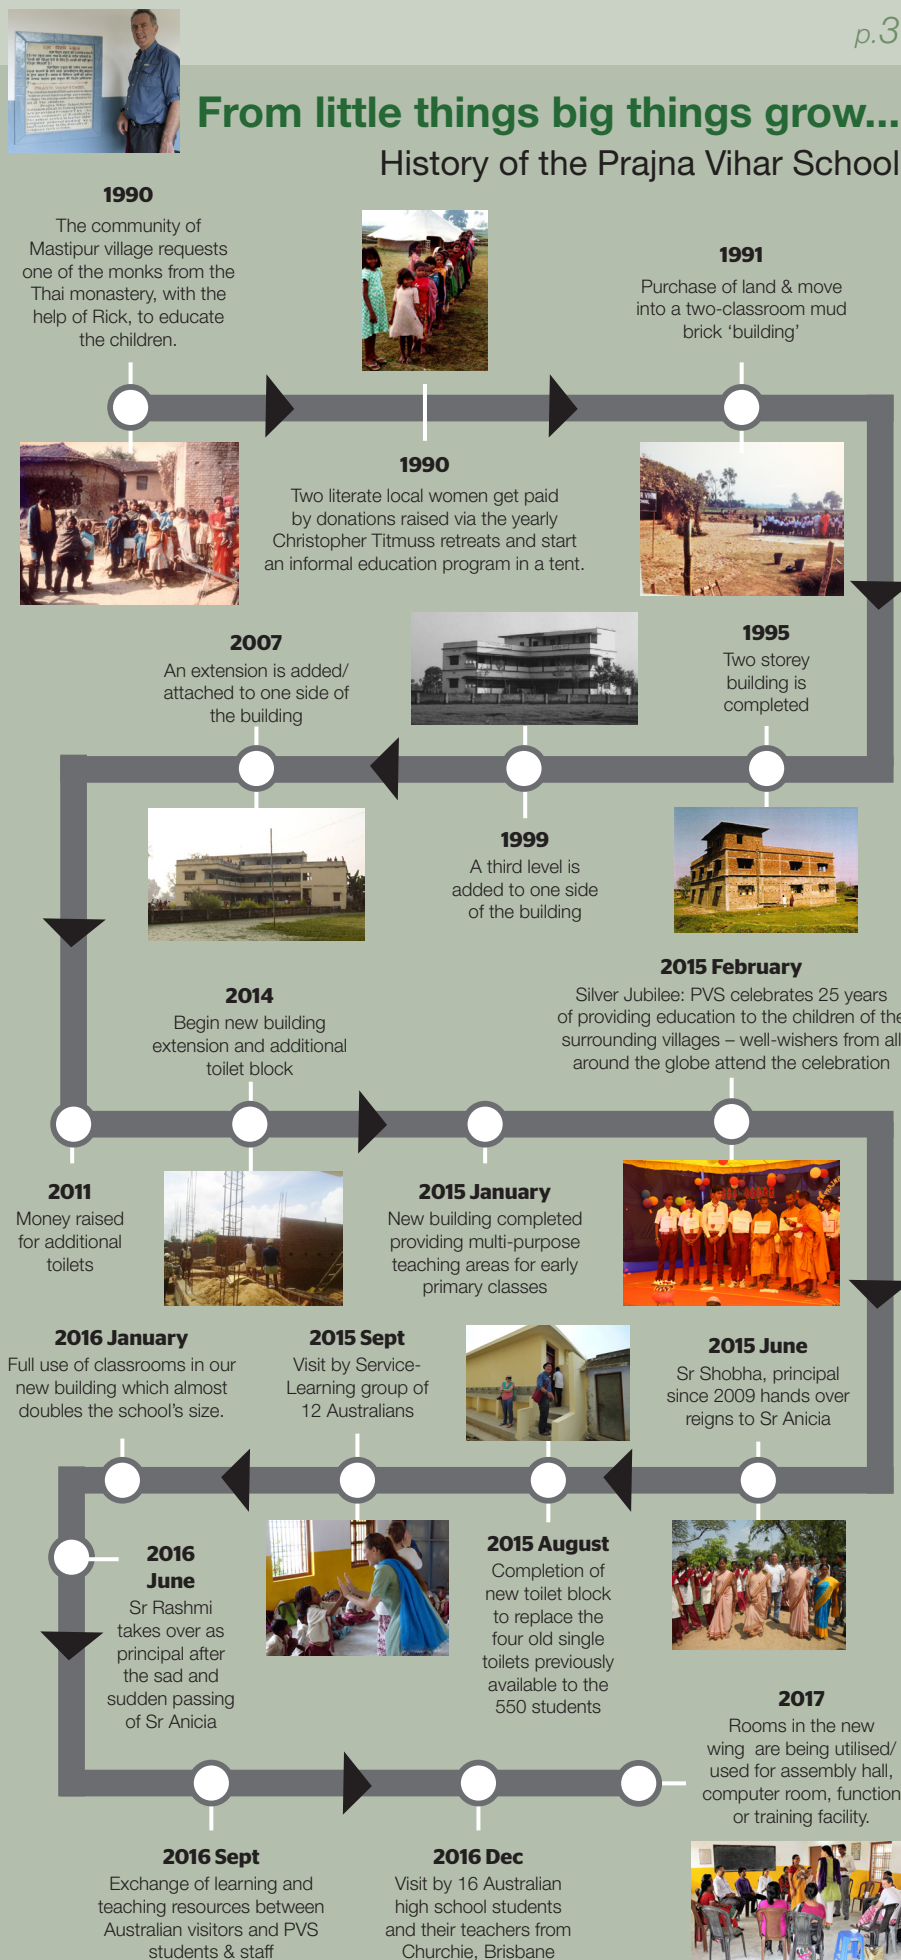 p.3
From little things big things grow...
History of the Prajna Vihar School
1990
The community of
Mastipur village requests
one of the monks from the
Thai monastery, with the
help of Rick, to educate
the children.
1990
Two literate local women get paid
by donations raised via the yearly
Christopher Titmuss retreats and start
an informal education program in a tent.
1991
Purchase of land & move
into a two-classroom mud
brick ‘building’
1995
Two storey
building is
completed
1999
A third level is
added to one side
of the building
2007
An extension is added/
attached to one side of
the building
2011
Money raised
for additional
toilets
2014
Begin new building
extension and additional
toilet block
2015 January
New building completed
providing multi-purpose
teaching areas for early
primary classes
2015 February
Silver Jubilee: PVS celebrates 25 years
of providing education to the children of the
surrounding villages – well-wishers from all
around the globe attend the celebration
2015 June
Sr Shobha, principal
since 2009 hands over
reigns to Sr Anicia
2015 August
Completion of
new toilet block
to replace the
four old single
toilets previously
available to the
550 students
2015 Sept
Visit by Service-
Learning group of
12 Australians
2016 January
Full use of classrooms in our
new building which almost
doubles the school’s size.
2016
June
Sr Rashmi
takes over as
principal after
the sad and
sudden passing
of Sr Anicia
2016 Sept
Exchange of learning and
teaching resources between
Australian visitors and PVS
students & staff
2016 Dec
Visit by 16 Australian
high school students
and their teachers from
Churchie, Brisbane
2017
Rooms in the new
wing  are being utilised/
used for assembly hall,
computer room, function
or training facility.